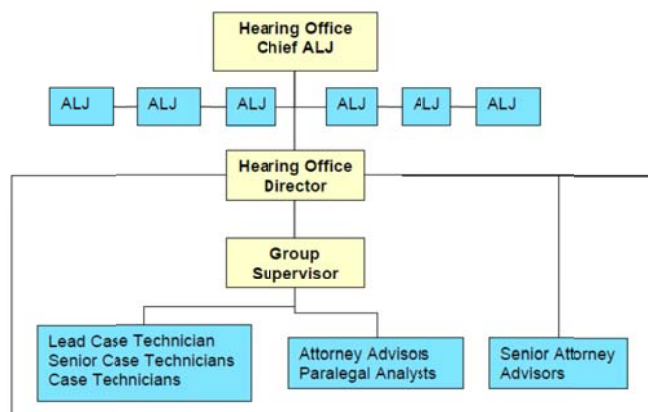 Hearing Office
Chief ALJ
ALJ
ALJ
ALJ
ALJ
ALJ
ALJ
Hearing Office
Director
Group
Supervisor
Lead Case Technician
Senior Case Technicians
Case Technicians
Attorney Advisors
Paralegal Analysts
Senior Attorney
Advisors